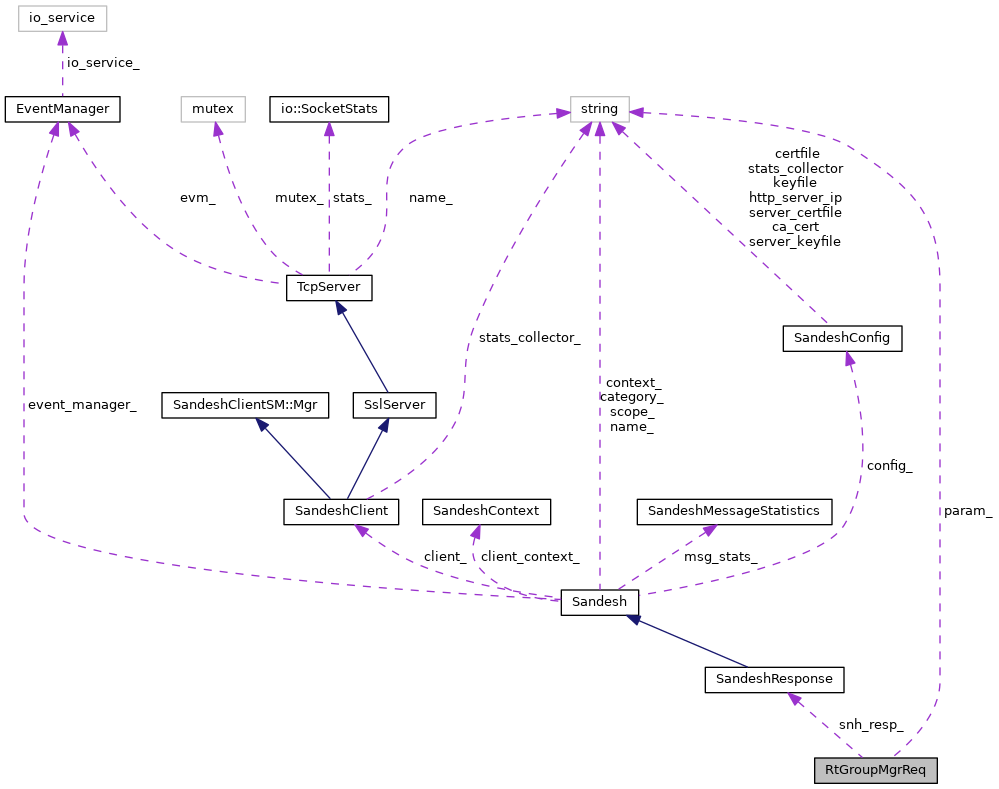 io_service
io_service_
EventManager
mutex
io::SocketStats
string
certfile
stats_collector
keyfile
http_server_ip
server_certfile
ca_cert
server_keyfile
evm_
mutex_
stats_
name_
TcpServer
SandeshConfig
stats_collector_
context_
category_
scope_
name_
event_manager_
SandeshClientSM::Mgr
SslServer
config_
SandeshClient
SandeshContext
SandeshMessageStatistics
param_
client_
client_context_
msg_stats_
Sandesh
SandeshResponse
snh_resp_
RtGroupMgrReq